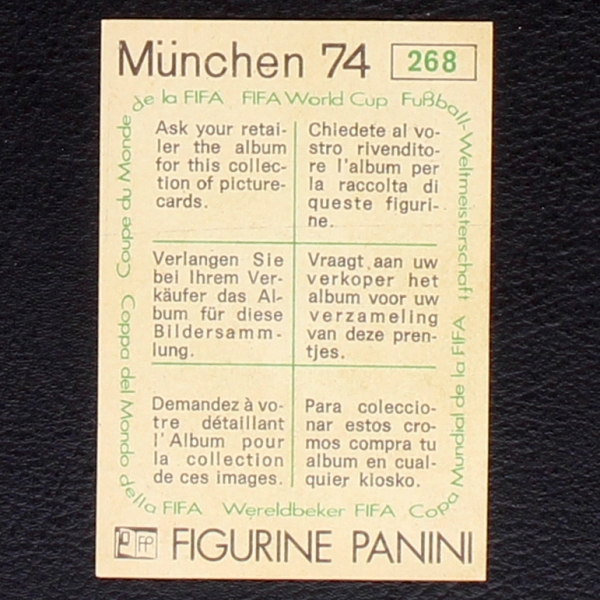 München 74 268
Coupe du Monde de la FIFA
FIFA World Cup
Fußball-Weltmeisterschaft
Ask your retai-
ler the album
for this collec-
tion of picture-
cards.
Chiedete al vo-
stro rivendito-
re l'album per
la raccolta di
queste figuri-
ne.
Verlangen Sie
bei Ihrem Ver-
käufer das Al-
bum für diese
Bildersamm-
lung.
Vraagt aan uw
verkoper het
album voor uw
verzameling
van deze pren-
tjes.
Demandez à vo-
tre détaillant
l'Album pour
la collection
de ces images.
Para coleccio-
nar estos cro-
mos compra tu
album en cual-
quier kiosko.
Coppa del Mondo della FIFA
Wereldbeker FIFA
Copa Mundial de la FIFA
FP FIGURINE PANINI